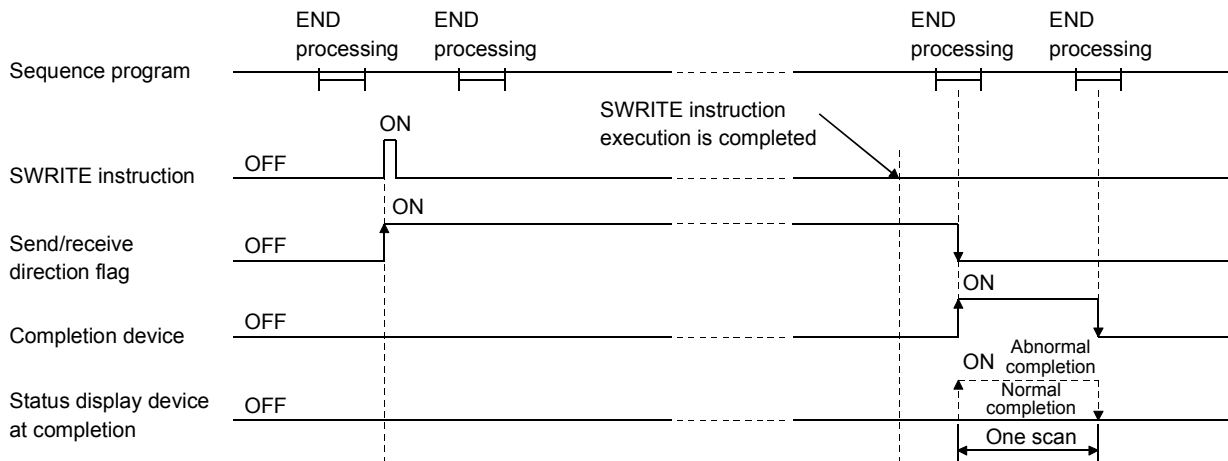 END processing
END processing
END processing
END processing
Sequence program
SWRITE instruction execution is completed
ON
OFF
SWRITE instruction
ON
OFF
Send/receive direction flag
ON
OFF
Completion device
ON
Abnormal completion
OFF
Normal completion
Status display device at completion
One scan